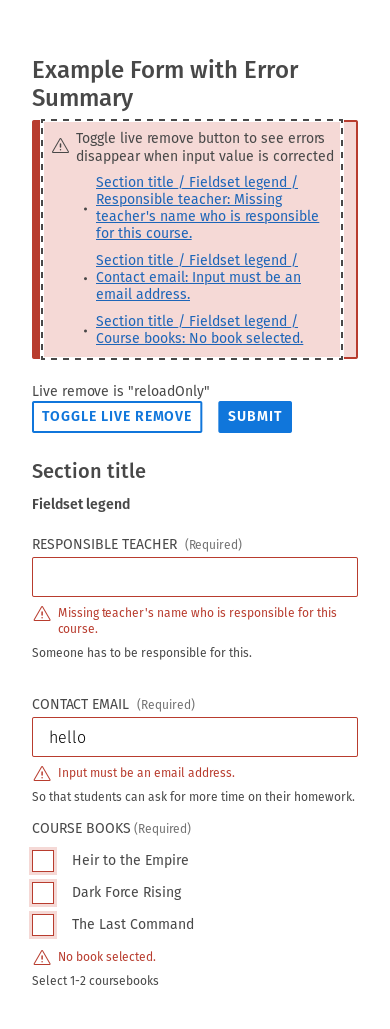 Example Form with Error
Summary
Toggle live remove button to see errors
disappear when input value is corrected
Section title / Fieldset legend /
Responsible teacher: Missing
teacher's name who is responsible
for this course.
Section title / Fieldset legend /
Contact email: Input must be an
email address.
Section title / Fieldset legend /
Course books: No book selected.
Live remove is "reloadOnly"
TOGGLE LIVE REMOVE SUBMIT
Section title
Fieldset legend
RESPONSIBLE TEACHER (Required)
Missing teacher's name who is responsible for this
course.
Someone has to be responsible for this.
CONTACT EMAIL (Required)
hello
Input must be an email address.
So that students can ask for more time on their homework.
COURSE BOOKS (Required)
Heir to the Empire
Dark Force Rising
The Last Command
No book selected.
Select 1-2 coursebooks